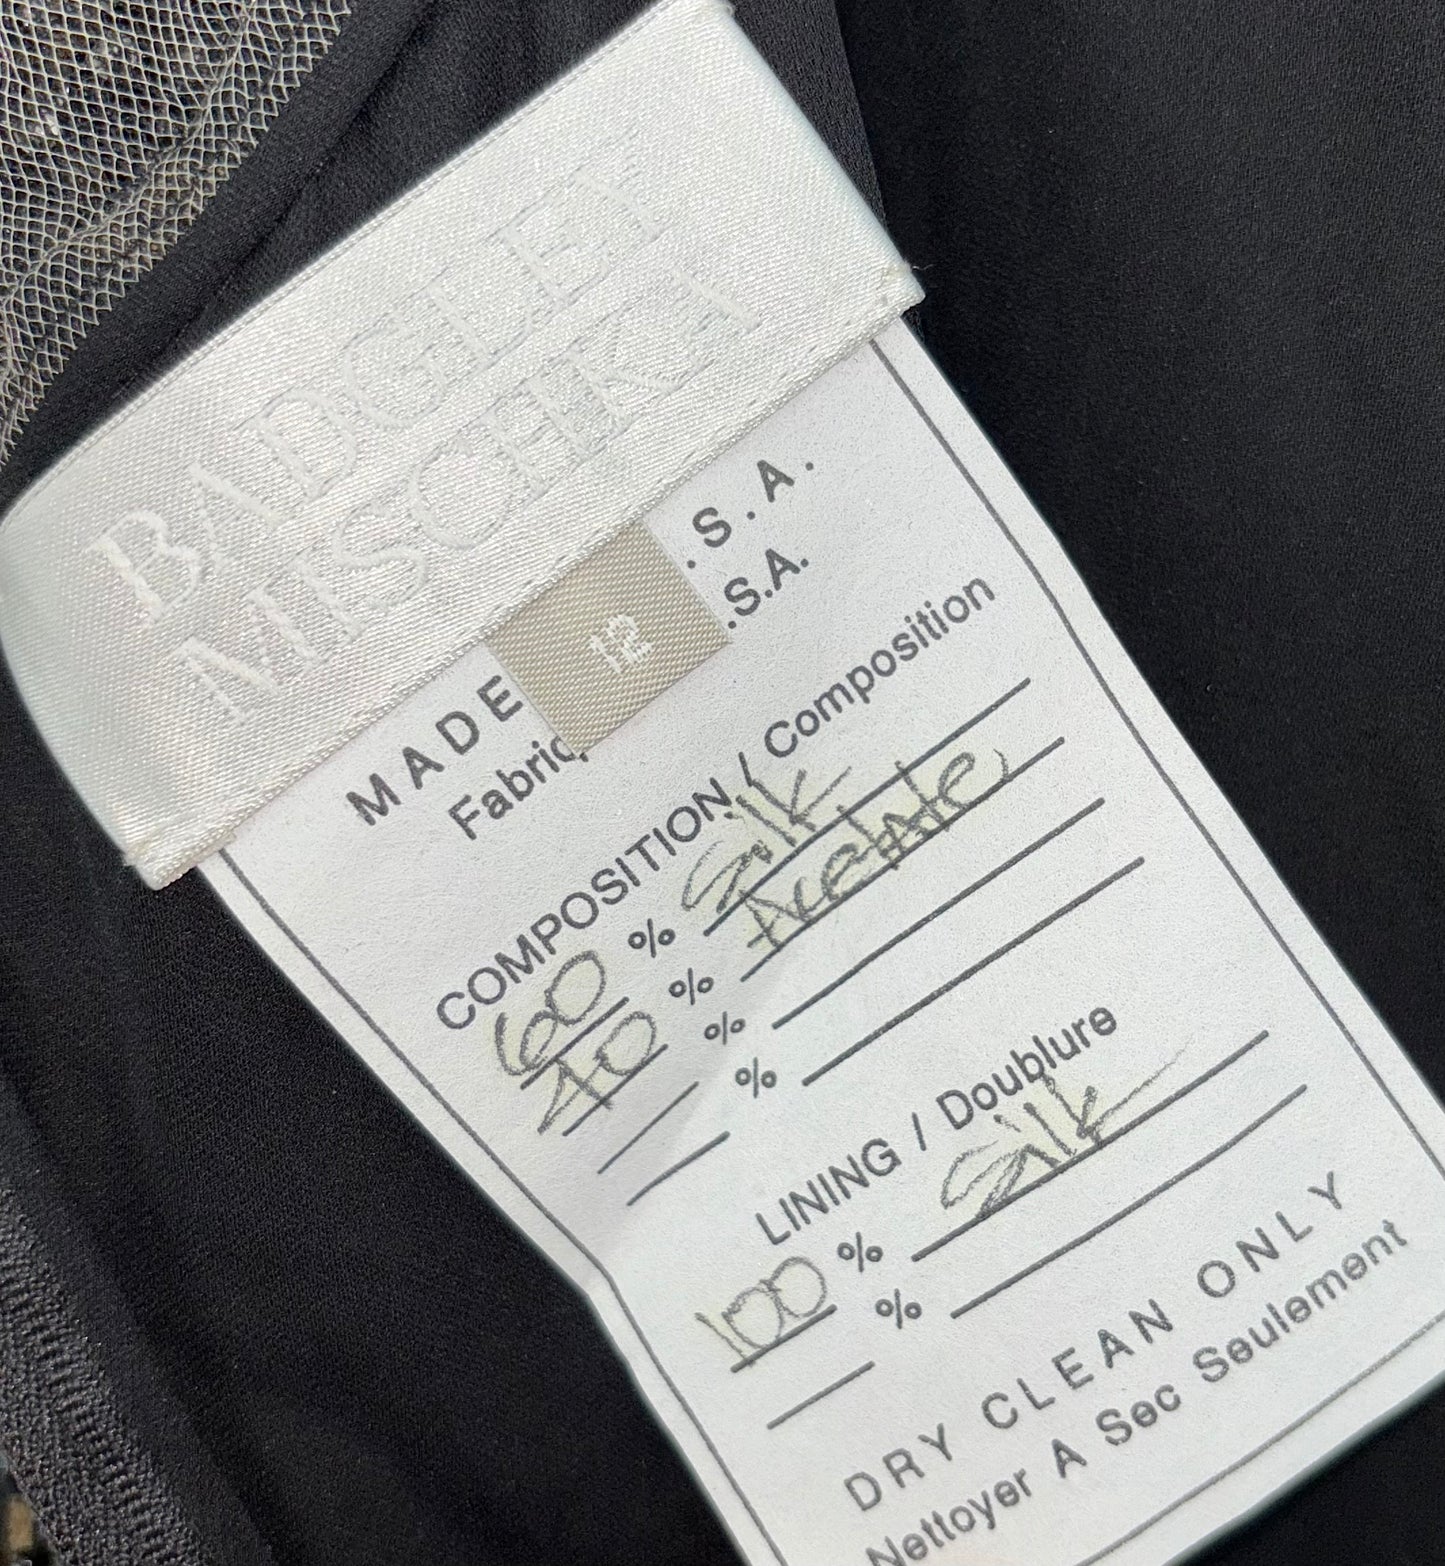 BADGLEY
MISCHKA
12
MADE .S.A.
Fabriq .S.A.
COMPOSITION / Composition
60 % Silk
40 % Acetate
%
%
LINING / Doublure
100 % Silk
%
DRY CLEAN ONLY
Nettoyer A Sec Seulement